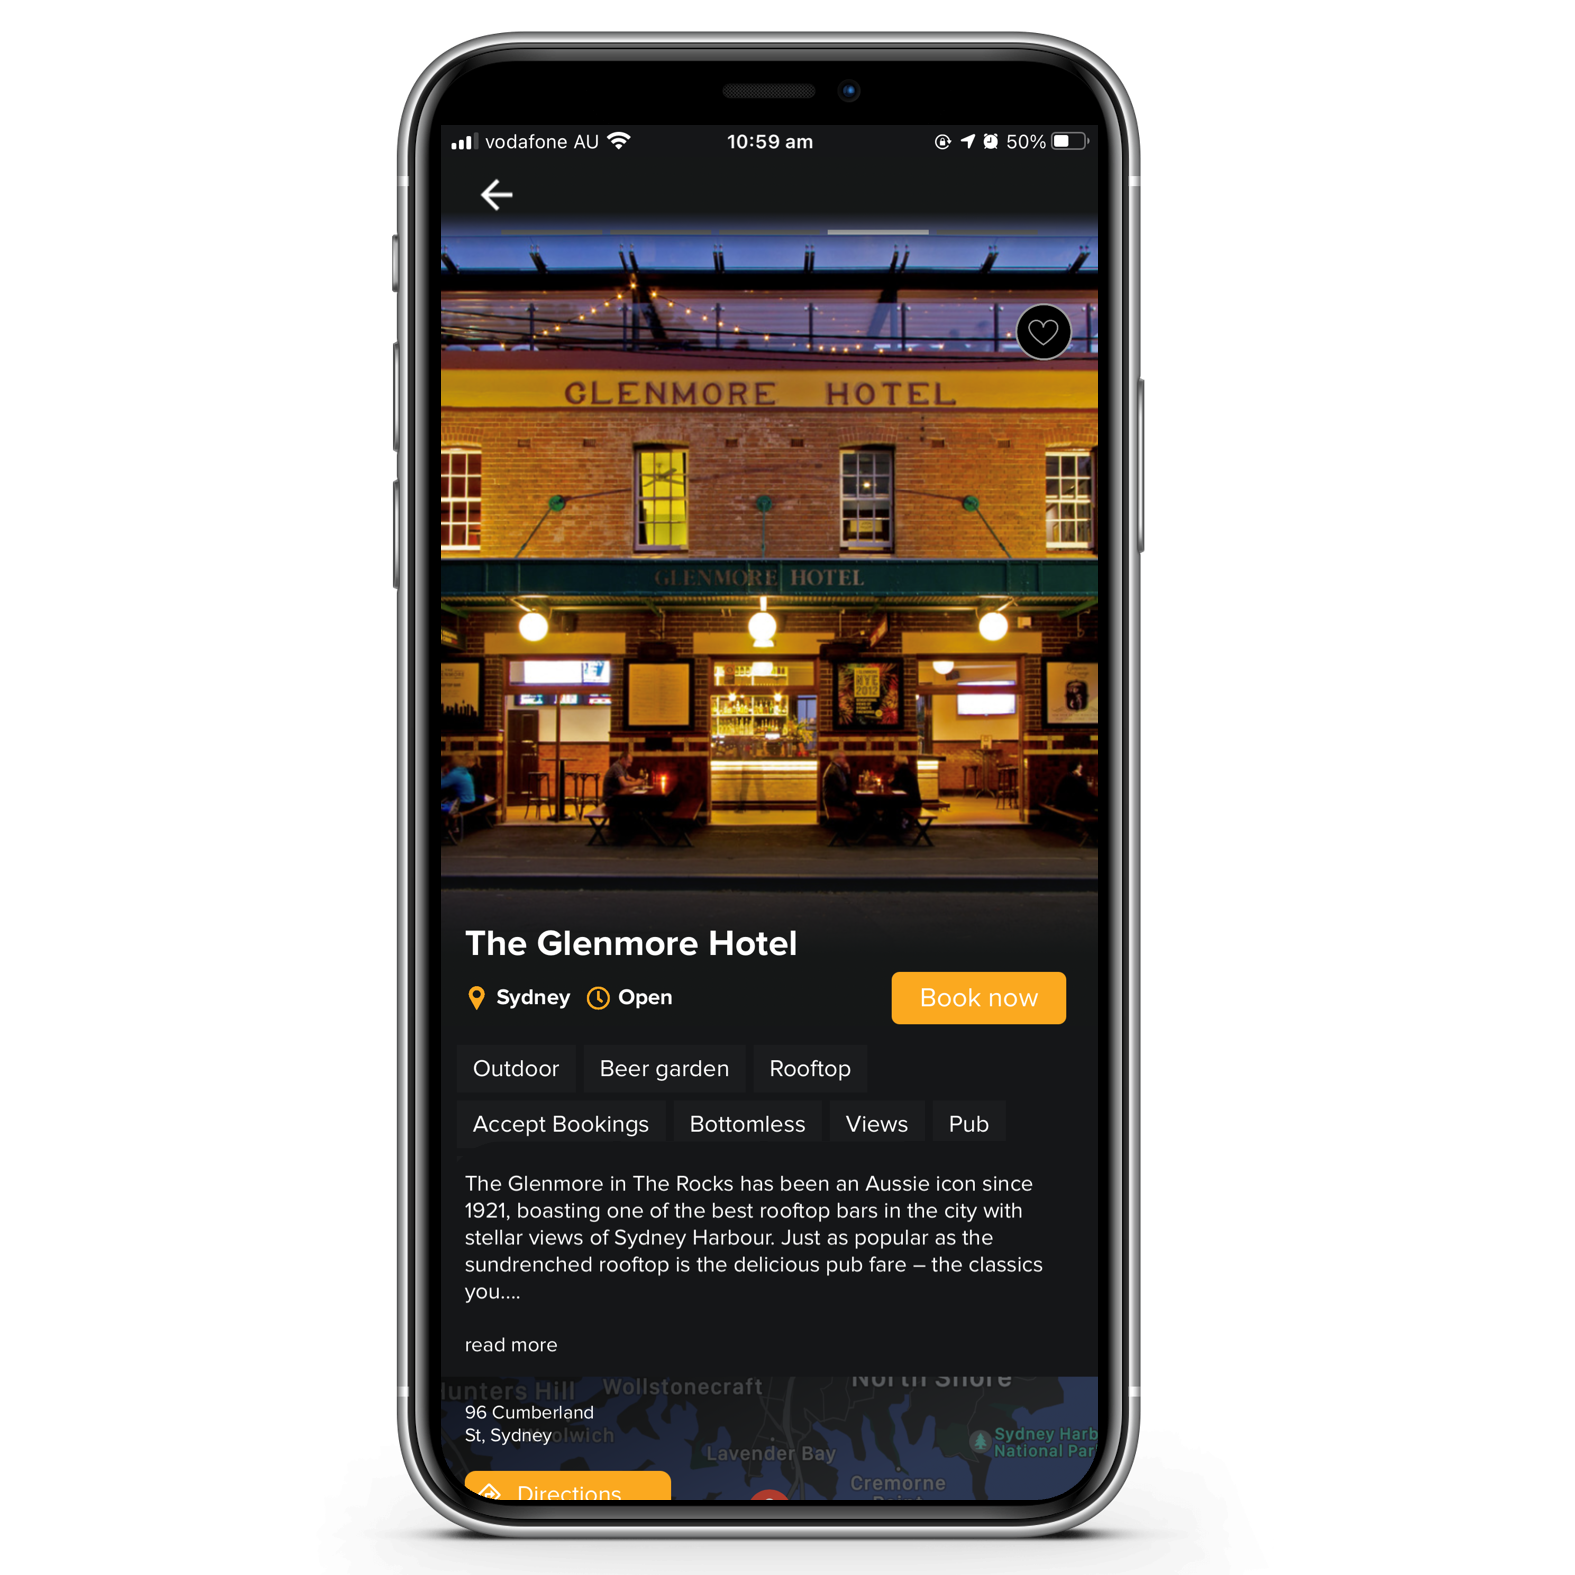 vodafone AU 10:59 am 50%
GLENMORE HOTEL
GLENMORE HOTEL
NYE
2012
The Glenmore Hotel
Sydney Open Book now
Outdoor Beer garden Rooftop
Accept Bookings Bottomless Views Pub
The Glenmore in The Rocks has been an Aussie icon since
1921, boasting one of the best rooftop bars in the city with
stellar views of Sydney Harbour. Just as popular as the
sundrenched rooftop is the delicious pub fare – the classics
you....
read more
Hunters Hill Wollstonecraft North Shore
96 Cumberland
St, Sydney
Woolwich
Lavender Bay
Sydney Harb
National Par
Cremorne
Point
Directions